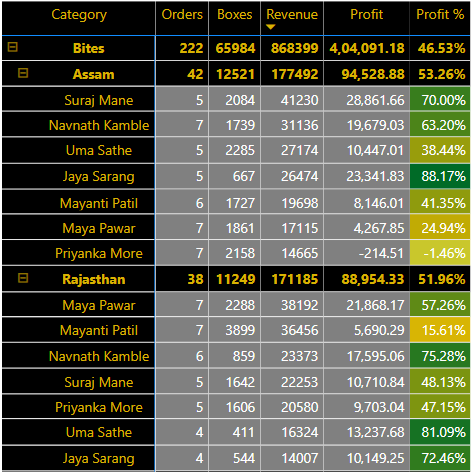 Category Orders Boxes Revenue Profit Profit %
Bites 222 65984 868399 4,04,091.18 46.53%
Assam 42 12521 177492 94,528.88 53.26%
Suraj Mane 5 2084 41230 28,861.66 70.00%
Navnath Kamble 7 1739 31136 19,679.03 63.20%
Uma Sathe 5 2285 27174 10,447.01 38.44%
Jaya Sarang 5 667 26474 23,341.83 88.17%
Mayanti Patil 6 1727 19698 8,146.01 41.35%
Maya Pawar 7 1861 17115 4,267.85 24.94%
Priyanka More 7 2158 14665 -214.51 -1.46%
Rajasthan 38 11249 171185 88,954.33 51.96%
Maya Pawar 7 2288 38192 21,868.17 57.26%
Mayanti Patil 7 3899 36456 5,690.29 15.61%
Navnath Kamble 6 859 23373 17,595.06 75.28%
Suraj Mane 5 1642 22253 10,710.84 48.13%
Priyanka More 5 1606 20580 9,703.04 47.15%
Uma Sathe 4 411 16324 13,237.68 81.09%
Jaya Sarang 4 544 14007 10,149.25 72.46%